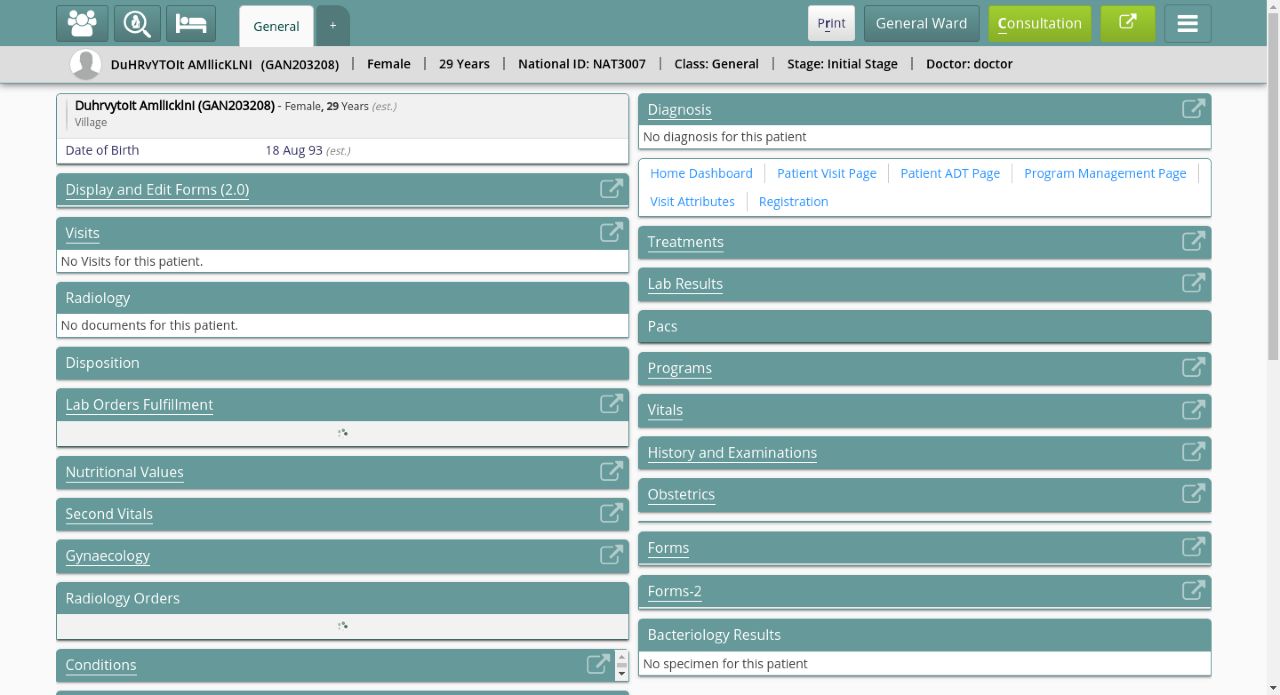 General
+
Print
General Ward
Consultation
DuHRvYTOIt AMIlicKLNI (GAN203208) | Female | 29 Years | National ID: NAT3007 | Class: General | Stage: Initial Stage | Doctor: doctor
Duhrvytoit Amlickini (GAN203208) - Female, 29 Years (est.)
Village
Date of Birth 18 Aug 93 (est.)
Display and Edit Forms (2.0)
Visits
No Visits for this patient.
Radiology
No documents for this patient.
Disposition
Lab Orders Fulfillment
Nutritional Values
Second Vitals
Gynaecology
Radiology Orders
Conditions
Diagnosis
No diagnosis for this patient
Home Dashboard Patient Visit Page Patient ADT Page Program Management Page
Visit Attributes Registration
Treatments
Lab Results
Pacs
Programs
Vitals
History and Examinations
Obstetrics
Forms
Forms-2
Bacteriology Results
No specimen for this patient